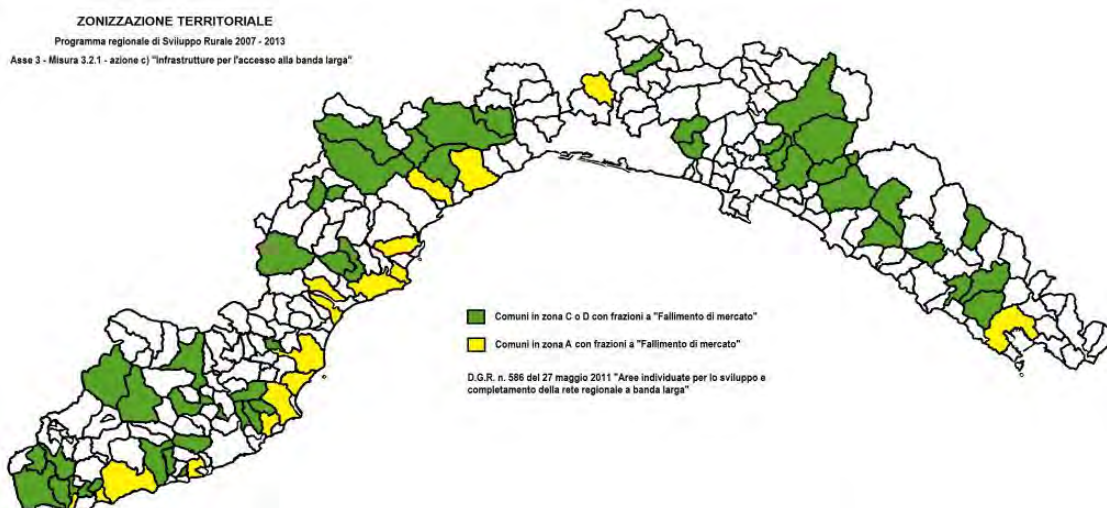 ZONIZZAZIONE TERRITORIALE
Programma regionale di Sviluppo Rurale 2007 - 2013
Asse 3 - Misura 3.2.1 - azione c) "Infrastrutture per l'accesso alla banda larga"
Comuni in zona C o D con frazioni a "Fallimento di mercato"
Comuni in zona A con frazioni a "Fallimento di mercato"
D.G.R. n. 586 del 27 maggio 2011 "Aree individuate per lo sviluppo e
completamento della rete regionale a banda larga"